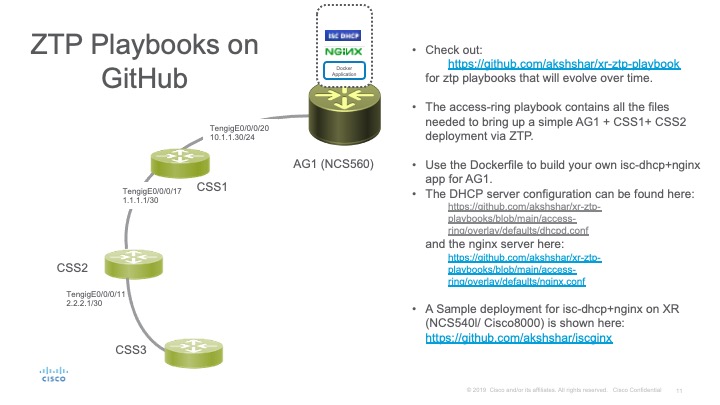 ZTP Playbooks on
GitHub
ISC DHCP
NGINX
Docker
Application
TengigE0/0/0/20
10.1.1.30/24
AG1 (NCS560)
CSS1
TengigE0/0/0/17
1.1.1.1/30
CSS2
TengigE0/0/0/11
2.2.2.1/30
CSS3
• Check out:
https://github.com/akshshar/xr-ztp-playbook
for ztp playbooks that will evolve over time.
• The access-ring playbook contains all the files
needed to bring up a simple AG1 + CSS1+ CSS2
deployment via ZTP.
• Use the Dockerfile to build your own isc-dhcp+nginx
app for AG1.
• The DHCP server configuration can be found here:
https://github.com/akshshar/xr-ztp-
playbooks/blob/main/access-
ring/overlay/defaults/dhcpd.conf
and the nginx server here:
https://github.com/akshshar/xr-ztp-
playbooks/blob/main/access-
ring/overlay/defaults/nginx.conf
• A Sample deployment for isc-dhcp+nginx on XR
(NCS540l/ Cisco8000) is shown here:
https://github.com/akshshar/iscginx
CISCO
© 2019 Cisco and/or its affiliates. All rights reserved. Cisco Confidential
11